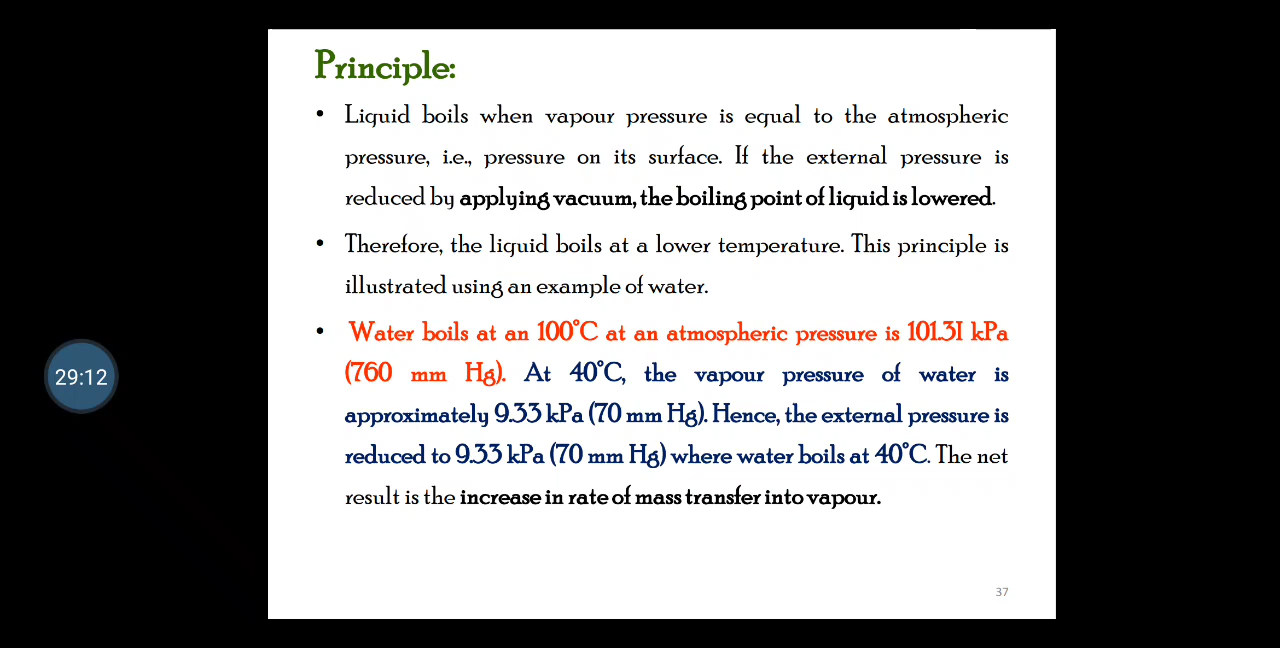 Principle:
• Liquid boils when vapour pressure is equal to the atmospheric
pressure, i.e., pressure on its surface. If the external pressure is
reduced by applying vacuum, the boiling point of liquid is lowered.
• Therefore, the liquid boils at a lower temperature. This principle is
illustrated using an example of water.
• Water boils at an 100°C at an atmospheric pressure is 101.3I kPa
(760 mm Hg). At 40°C, the vapour pressure of water is
approximately 9.33 kPa (70 mm Hg). Hence, the external pressure is
reduced to 9.33 kPa (70 mm Hg) where water boils at 40°C. The net
result is the increase in rate of mass transfer into vapour.
29:12
37